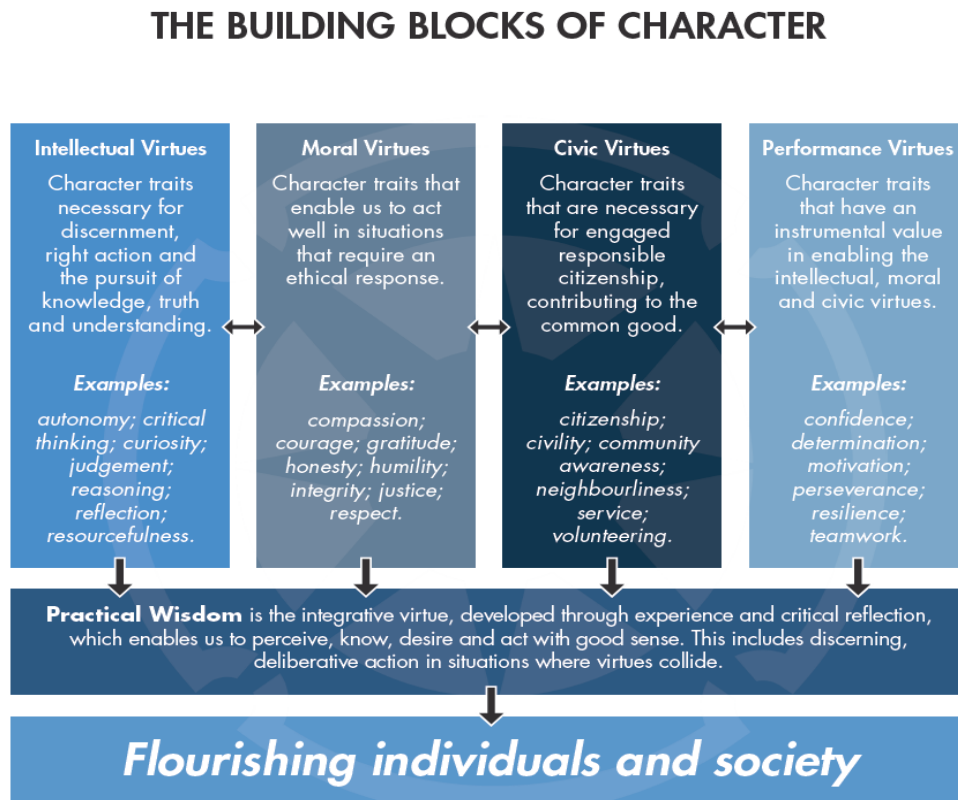 THE BUILDING BLOCKS OF CHARACTER
Intellectual Virtues
Character traits
necessary for
discernment,
right action and
the pursuit of
knowledge, truth
and understanding.
Examples:
autonomy; critical
thinking; curiosity;
judgement;
reasoning;
reflection;
resourcefulness.
Moral Virtues
Character traits that
enable us to act
well in situations
that require an
ethical response.
Examples:
compassion;
courage; gratitude;
honesty; humility;
integrity; justice;
respect.
Civic Virtues
Character traits
that are necessary
for engaged
responsible
citizenship,
contributing to the
common good.
Examples:
citizenship;
civility; community
awareness;
neighbourliness;
service;
volunteering.
Performance Virtues
Character traits
that have an
instrumental value
in enabling the
intellectual, moral
and civic virtues.
Examples:
confidence;
determination;
motivation;
perseverance;
resilience;
teamwork.
Practical Wisdom is the integrative virtue, developed through experience and critical reflection,
which enables us to perceive, know, desire and act with good sense. This includes discerning,
deliberative action in situations where virtues collide.
Flourishing individuals and society